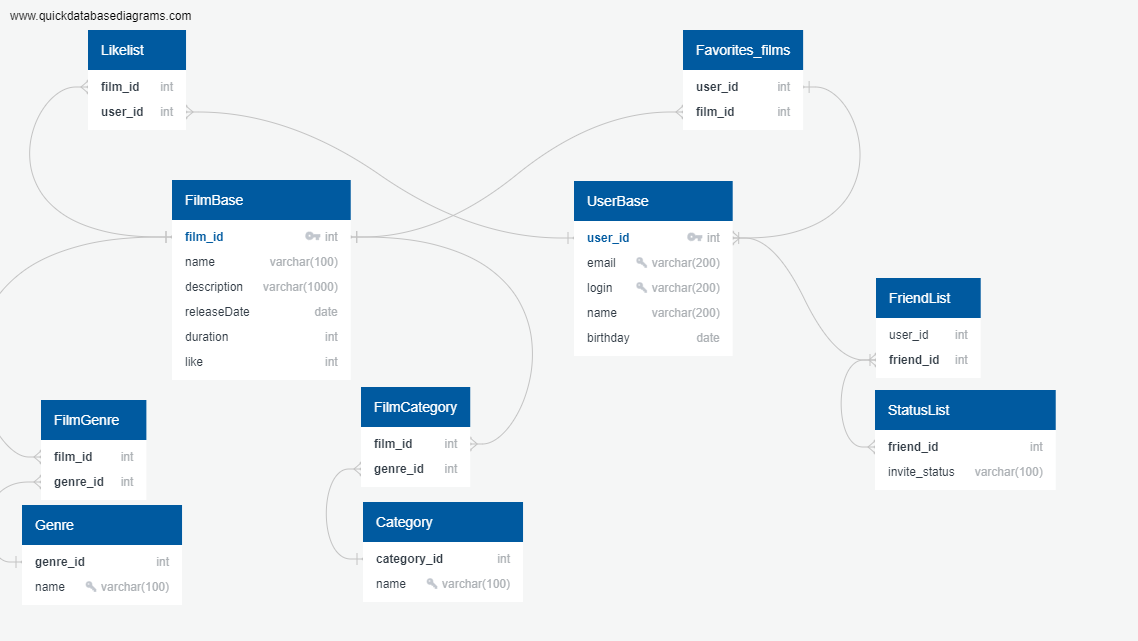 www.quickdatabasediagrams.com
Likelist
film_id int
user_id int
Favorites_films
user_id int
film_id int
FilmBase
film_id int
name varchar(100)
description varchar(1000)
releaseDate date
duration int
like int
UserBase
user_id int
email varchar(200)
login varchar(200)
name varchar(200)
birthday date
FriendList
user_id int
friend_id int
StatusList
friend_id int
invite_status varchar(100)
FilmGenre
film_id int
genre_id int
FilmCategory
film_id int
genre_id int
Genre
genre_id int
name varchar(100)
Category
category_id int
name varchar(100)